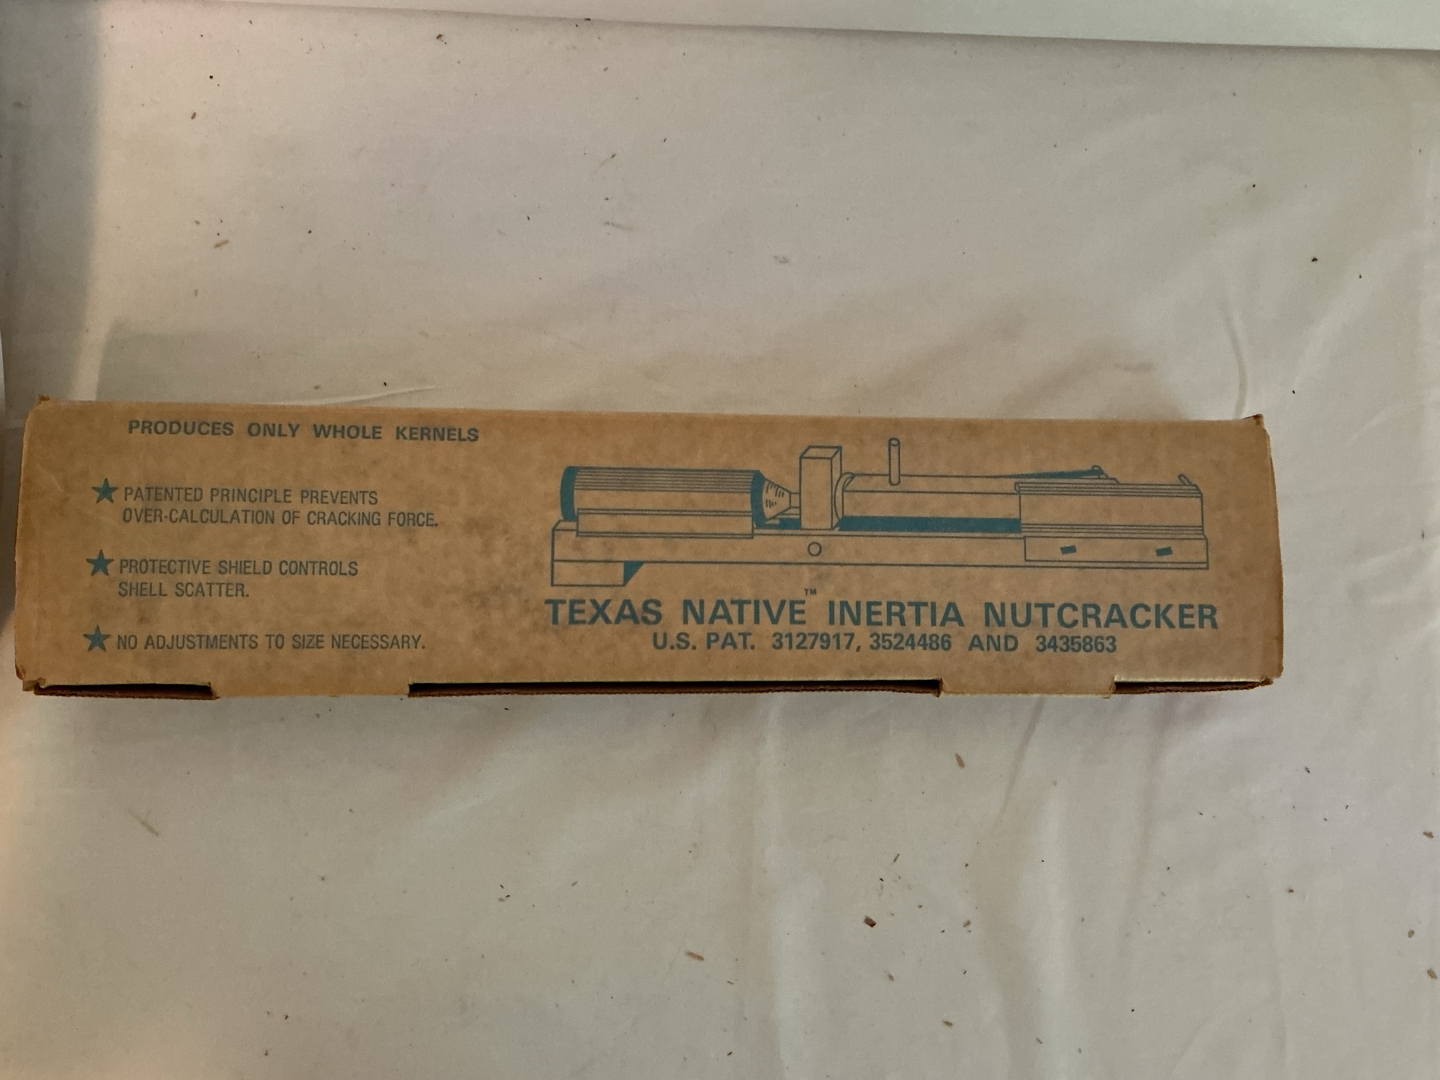 PRODUCES ONLY WHOLE KERNELS
★ PATENTED PRINCIPLE PREVENTS
OVER-CALCULATION OF CRACKING FORCE.
★ PROTECTIVE SHIELD CONTROLS
SHELL SCATTER.
★ NO ADJUSTMENTS TO SIZE NECESSARY.
TEXAS NATIVE™ INERTIA NUTCRACKER
U.S. PAT. 3127917, 3524486 AND 3435863